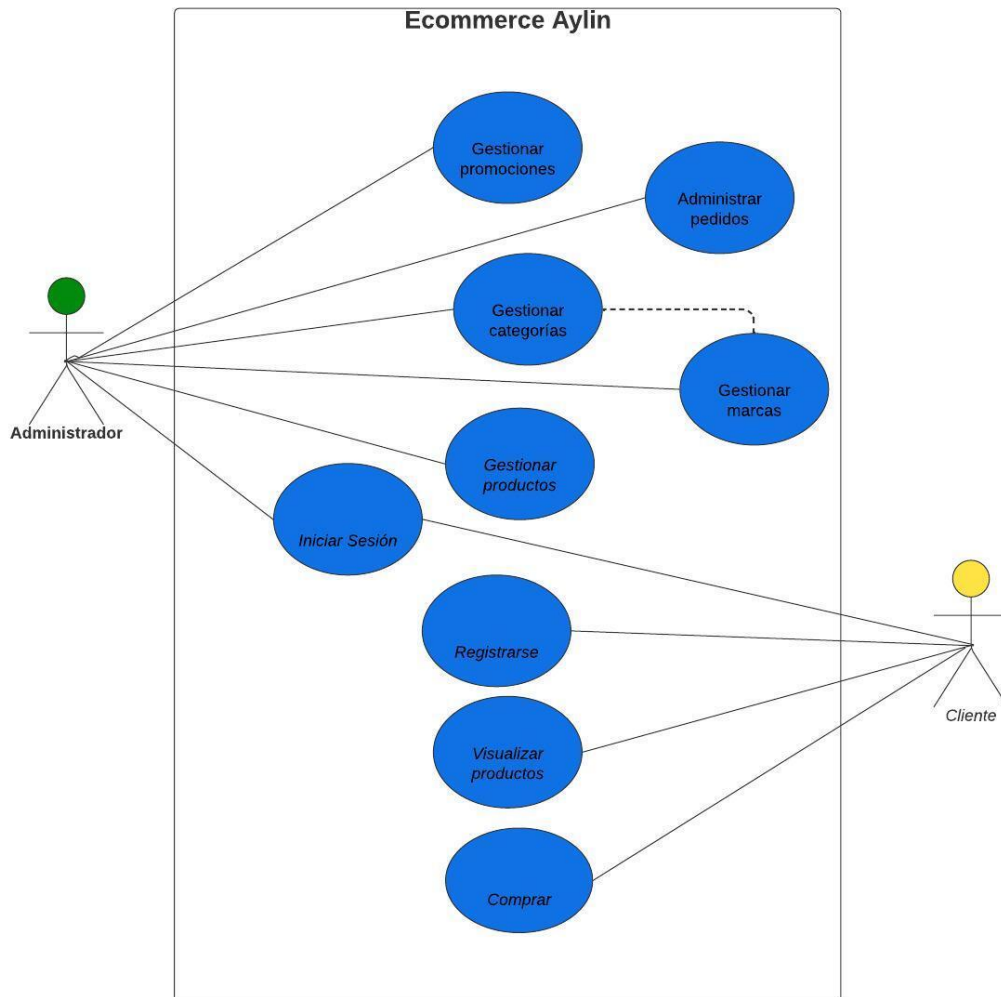 Ecommerce Aylin
Gestionar
promociones
Administrar
pedidos
Gestionar
categorías
Gestionar
marcas
Administrador
Gestionar
productos
Iniciar Sesión
Registrarse
Cliente
Visualizar
productos
Comprar